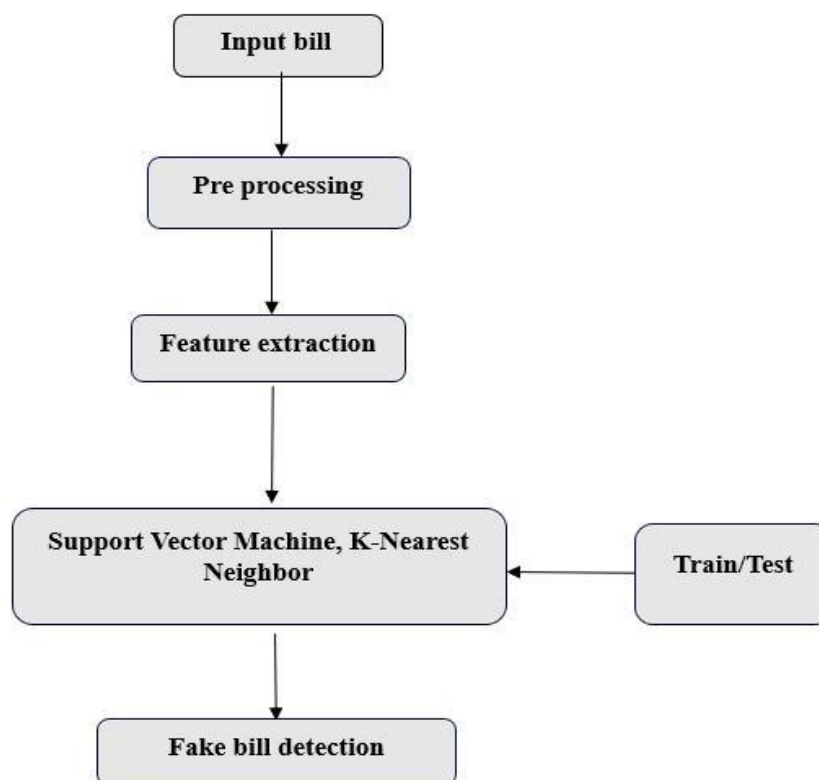 Input bill
Pre processing
Feature extraction
Support Vector Machine, K-Nearest
Neighbor
Train/Test
Fake bill detection